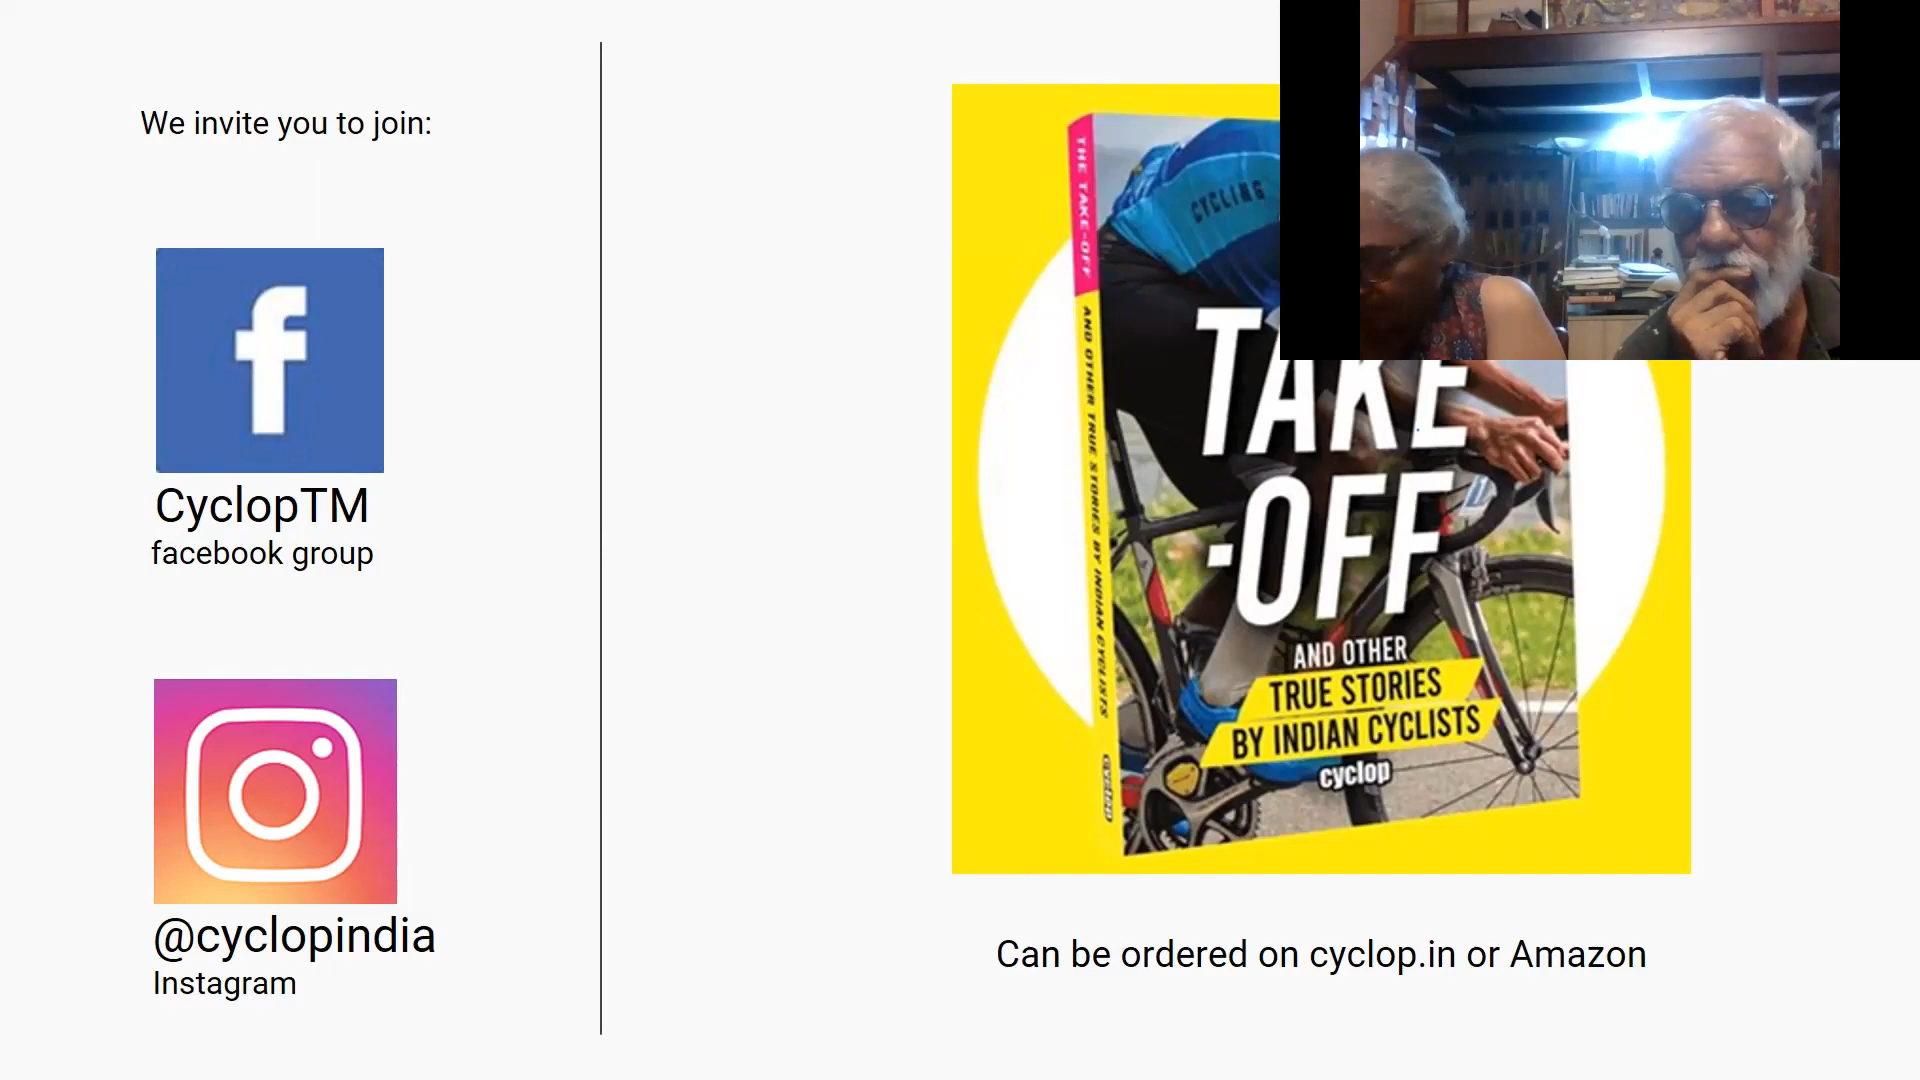 We invite you to join:
f
CyclopTM
facebook group
@cyclopindia
Instagram
THE TAKE-OFF AND OTHER TRUE STORIES BY INDIAN CYCLISTS cyclop
CYCLING
TAKE
-OFF
AND OTHER
TRUE STORIES
BY INDIAN CYCLISTS
cyclop
Can be ordered on cyclop.in or Amazon